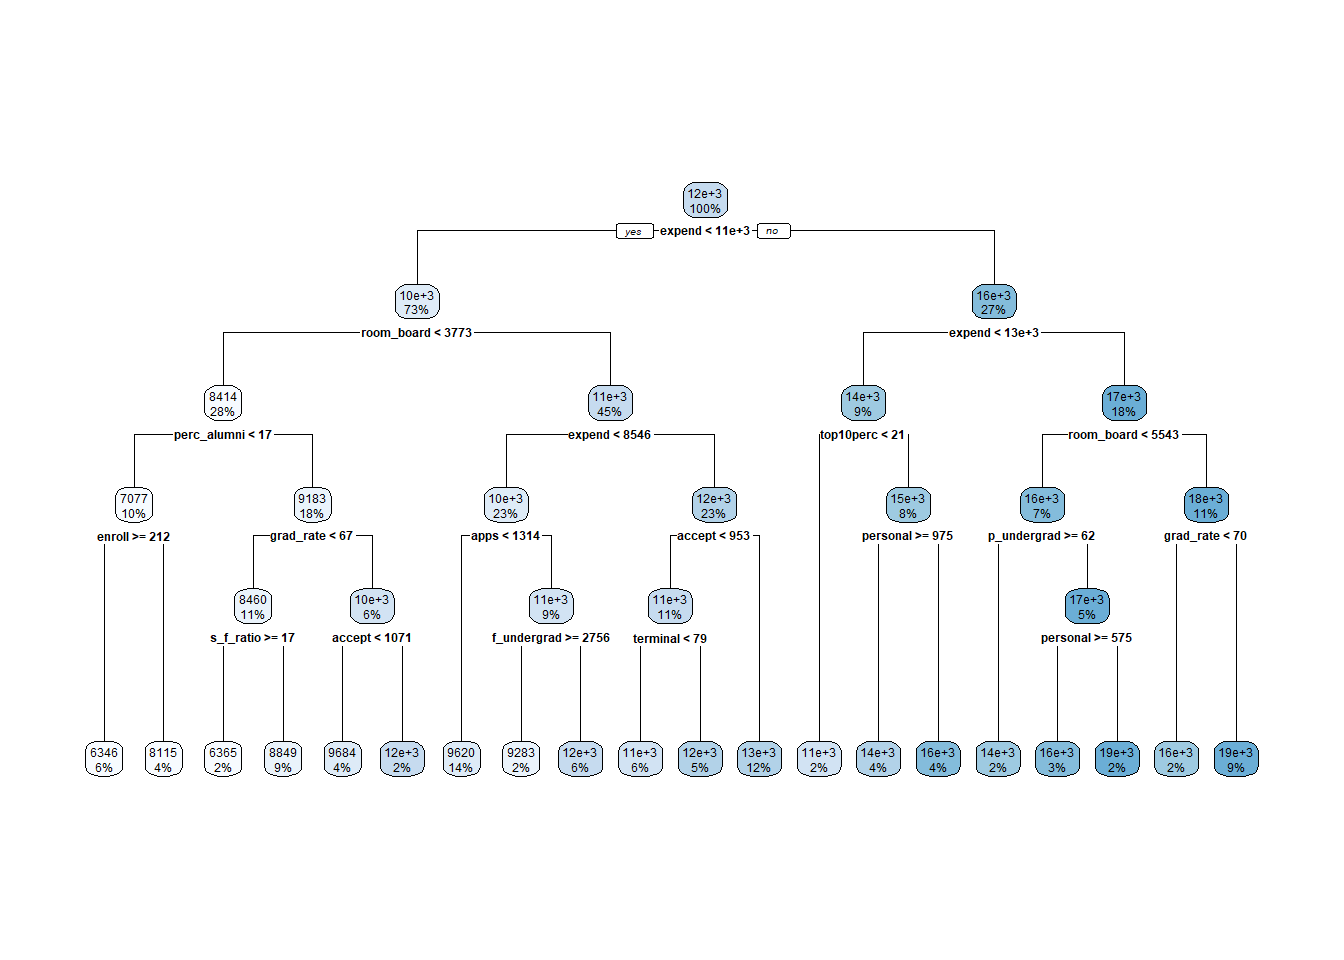 12e+3
100%
yes
expend < 11e+3
no
10e+3
73%
16e+3
27%
room_board < 3773
expend < 13e+3
8414
28%
11e+3
45%
14e+3
9%
17e+3
18%
perc_alumni < 17
expend < 8546
top10perc < 21
room_board < 5543
7077
10%
9183
18%
10e+3
23%
12e+3
23%
15e+3
8%
16e+3
7%
18e+3
11%
enroll >= 212
grad_rate < 67
apps < 1314
accept < 953
personal >= 975
p_undergrad >= 62
grad_rate < 70
8460
11%
10e+3
6%
11e+3
9%
11e+3
11%
17e+3
5%
s_f_ratio >= 17
accept < 1071
f_undergrad >= 2756
terminal < 79
personal >= 575
6346
6%
8115
4%
6365
2%
8849
9%
9684
4%
12e+3
2%
9620
14%
9283
2%
12e+3
6%
11e+3
6%
12e+3
5%
13e+3
12%
11e+3
2%
14e+3
4%
16e+3
4%
14e+3
2%
16e+3
3%
19e+3
2%
16e+3
2%
19e+3
9%